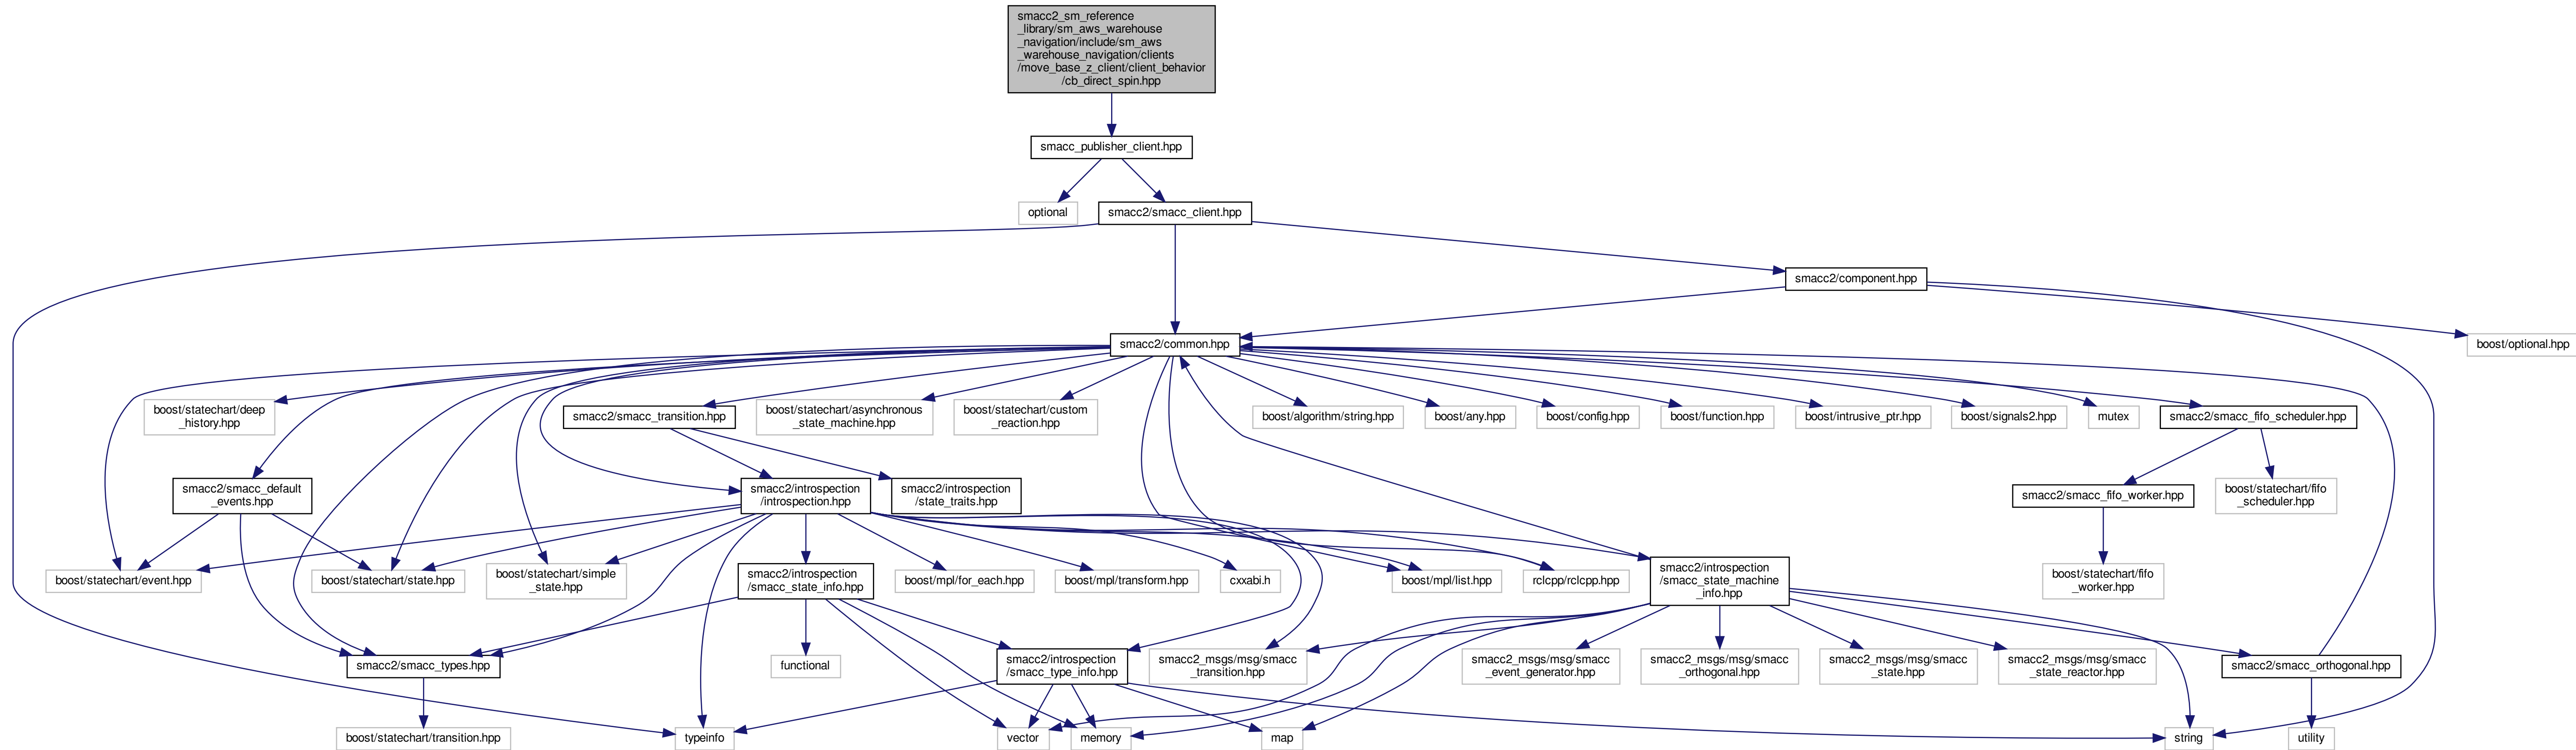 smacc2_sm_reference
_library/sm_aws_warehouse
_navigation/include/sm_aws
_warehouse_navigation/clients
/move_base_z_client/client_behavior
/cb_direct_spin.hpp
smacc_publisher_client.hpp
optional
smacc2/smacc_client.hpp
smacc2/component.hpp
smacc2/common.hpp
boost/optional.hpp
boost/statechart/deep
_history.hpp
smacc2/smacc_transition.hpp
boost/statechart/asynchronous
_state_machine.hpp
boost/statechart/custom
_reaction.hpp
boost/algorithm/string.hpp
boost/any.hpp
boost/config.hpp
boost/function.hpp
boost/intrusive_ptr.hpp
boost/signals2.hpp
mutex
smacc2/smacc_fifo_scheduler.hpp
smacc2/smacc_default
_events.hpp
smacc2/introspection
/introspection.hpp
smacc2/introspection
/state_traits.hpp
smacc2/smacc_fifo_worker.hpp
boost/statechart/fifo
_scheduler.hpp
boost/statechart/event.hpp
boost/statechart/state.hpp
boost/statechart/simple
_state.hpp
smacc2/introspection
/smacc_state_info.hpp
boost/mpl/for_each.hpp
boost/mpl/transform.hpp
cxxabi.h
boost/mpl/list.hpp
rclcpp/rclcpp.hpp
smacc2/introspection
/smacc_state_machine
_info.hpp
boost/statechart/fifo
_worker.hpp
smacc2/smacc_types.hpp
functional
smacc2/introspection
/smacc_type_info.hpp
smacc2_msgs/msg/smacc
_transition.hpp
smacc2_msgs/msg/smacc
_event_generator.hpp
smacc2_msgs/msg/smacc
_orthogonal.hpp
smacc2_msgs/msg/smacc
_state.hpp
smacc2_msgs/msg/smacc
_state_reactor.hpp
smacc2/smacc_orthogonal.hpp
boost/statechart/transition.hpp
typeinfo
vector
memory
map
string
utility